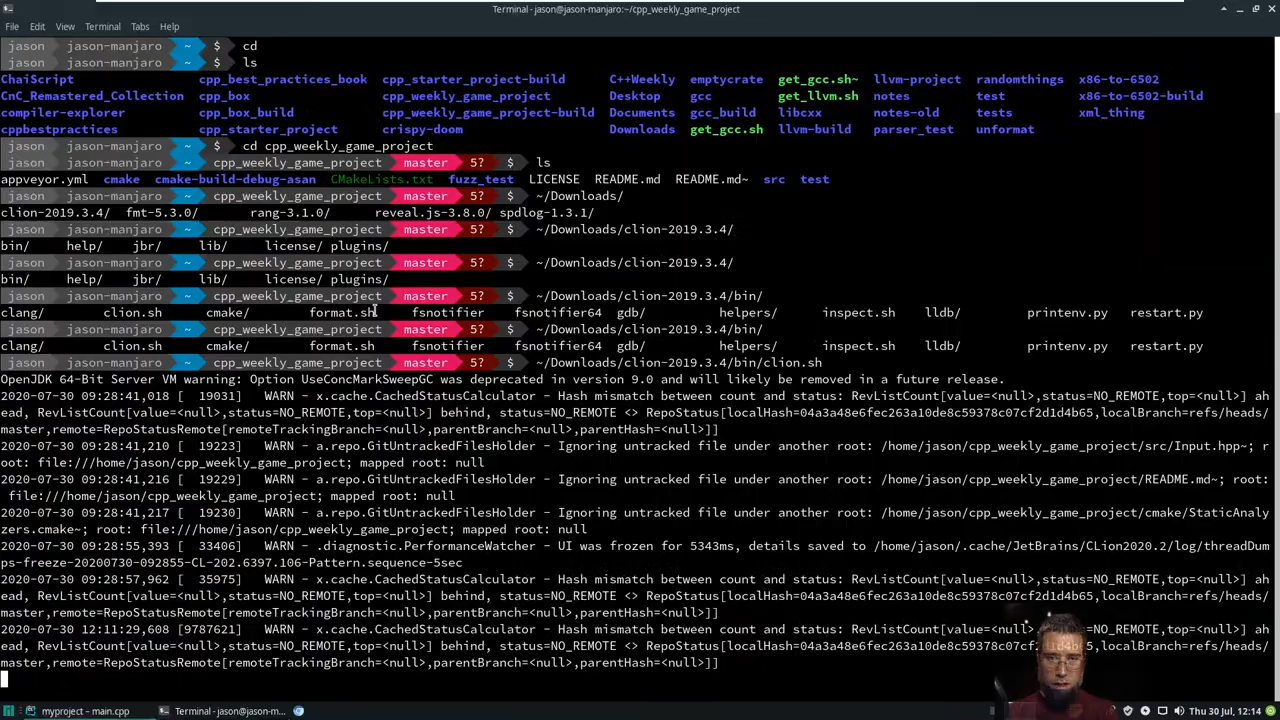 Terminal - jason@jason-manjaro:~/cpp_weekly_game_project
File Edit View Terminal Tabs Help
jason jason-manjaro ~ $ cd
jason jason-manjaro ~ $ ls
ChaiScript cpp_best_practices_book cpp_starter_project-build C++Weekly emptycrate get_gcc.sh~ llvm-project randomthings x86-to-6502
CnC_Remastered_Collection cpp_box cpp_weekly_game_project Desktop gcc get_llvm.sh notes test x86-to-6502-build
compiler-explorer cpp_box_build cpp_weekly_game_project-build Documents gcc_build libcxx notes-old tests xml_thing
cppbestpractices cpp_starter_project crispy-doom Downloads get_gcc.sh llvm-build parser_test unformat
jason jason-manjaro ~ $ cd cpp_weekly_game_project
jason jason-manjaro ~ cpp_weekly_game_project master 5? $ ls
appveyor.yml cmake cmake-build-debug-asan CMakeLists.txt fuzz_test LICENSE README.md README.md~ src test
jason jason-manjaro ~ cpp_weekly_game_project master 5? $ ~/Downloads/
clion-2019.3.4/ fmt-5.3.0/ rang-3.1.0/ reveal.js-3.8.0/ spdlog-1.3.1/
jason jason-manjaro ~ cpp_weekly_game_project master 5? $ ~/Downloads/clion-2019.3.4/
bin/ help/ jbr/ lib/ license/ plugins/
jason jason-manjaro ~ cpp_weekly_game_project master 5? $ ~/Downloads/clion-2019.3.4/
bin/ help/ jbr/ lib/ license/ plugins/
jason jason-manjaro ~ cpp_weekly_game_project master 5? $ ~/Downloads/clion-2019.3.4/bin/
clang/ clion.sh cmake/ format.sh fsnotifier fsnotifier64 gdb/ helpers/ inspect.sh lldb/ printenv.py restart.py
jason jason-manjaro ~ cpp_weekly_game_project master 5? $ ~/Downloads/clion-2019.3.4/bin/
clang/ clion.sh cmake/ format.sh fsnotifier fsnotifier64 gdb/ helpers/ inspect.sh lldb/ printenv.py restart.py
jason jason-manjaro ~ cpp_weekly_game_project master 5? $ ~/Downloads/clion-2019.3.4/bin/clion.sh
OpenJDK 64-Bit Server VM warning: Option UseConcMarkSweepGC was deprecated in version 9.0 and will likely be removed in a future release.
2020-07-30 09:28:41,018 [ 19031] WARN - x.cache.CachedStatusCalculator - Hash mismatch between count and status: RevListCount[value=<null>,status=NO_REMOTE,top=<null>] ah
ead, RevListCount[value=<null>,status=NO_REMOTE,top=<null>] behind, status=NO_REMOTE <> RepoStatus[localHash=04a3a48e6fec263a10de8c59378c07cf2d1d4b65,localBranch=refs/heads/
master,remote=RepoStatusRemote[remoteTrackingBranch=<null>,parentBranch=<null>,parentHash=<null>]]
2020-07-30 09:28:41,210 [ 19223] WARN - a.repo.GitUntrackedFilesHolder - Ignoring untracked file under another root: /home/jason/cpp_weekly_game_project/src/Input.hpp~; r
oot: file:///home/jason/cpp_weekly_game_project; mapped root: null
2020-07-30 09:28:41,216 [ 19229] WARN - a.repo.GitUntrackedFilesHolder - Ignoring untracked file under another root: /home/jason/cpp_weekly_game_project/README.md~; root:
file:///home/jason/cpp_weekly_game_project; mapped root: null
2020-07-30 09:28:41,217 [ 19230] WARN - a.repo.GitUntrackedFilesHolder - Ignoring untracked file under another root: /home/jason/cpp_weekly_game_project/cmake/StaticAnaly
zers.cmake~; root: file:///home/jason/cpp_weekly_game_project; mapped root: null
2020-07-30 09:28:55,393 [ 33406] WARN - .diagnostic.PerformanceWatcher - UI was frozen for 5343ms, details saved to /home/jason/.cache/JetBrains/CLion2020.2/log/threadDum
ps-freeze-20200730-092855-CL-202.6397.106-Pattern.sequence-5sec
2020-07-30 09:28:57,962 [ 35975] WARN - x.cache.CachedStatusCalculator - Hash mismatch between count and status: RevListCount[value=<null>,status=NO_REMOTE,top=<null>] ah
ead, RevListCount[value=<null>,status=NO_REMOTE,top=<null>] behind, status=NO_REMOTE <> RepoStatus[localHash=04a3a48e6fec263a10de8c59378c07cf2d1d4b65,localBranch=refs/heads/
master,remote=RepoStatusRemote[remoteTrackingBranch=<null>,parentBranch=<null>,parentHash=<null>]]
2020-07-30 12:11:29,608 [9787621] WARN - x.cache.CachedStatusCalculator - Hash mismatch between count and status: RevListCount[value=<null>,status=NO_REMOTE,top=<null>] ah
ead, RevListCount[value=<null>,status=NO_REMOTE,top=<null>] behind, status=NO_REMOTE <> RepoStatus[localHash=04a3a48e6fec263a10de8c59378c07cf2d1d4b65,localBranch=refs/heads/
master,remote=RepoStatusRemote[remoteTrackingBranch=<null>,parentBranch=<null>,parentHash=<null>]]
myproject – main.cpp Terminal - jason@jason-m... Thu 30 Jul, 12:14